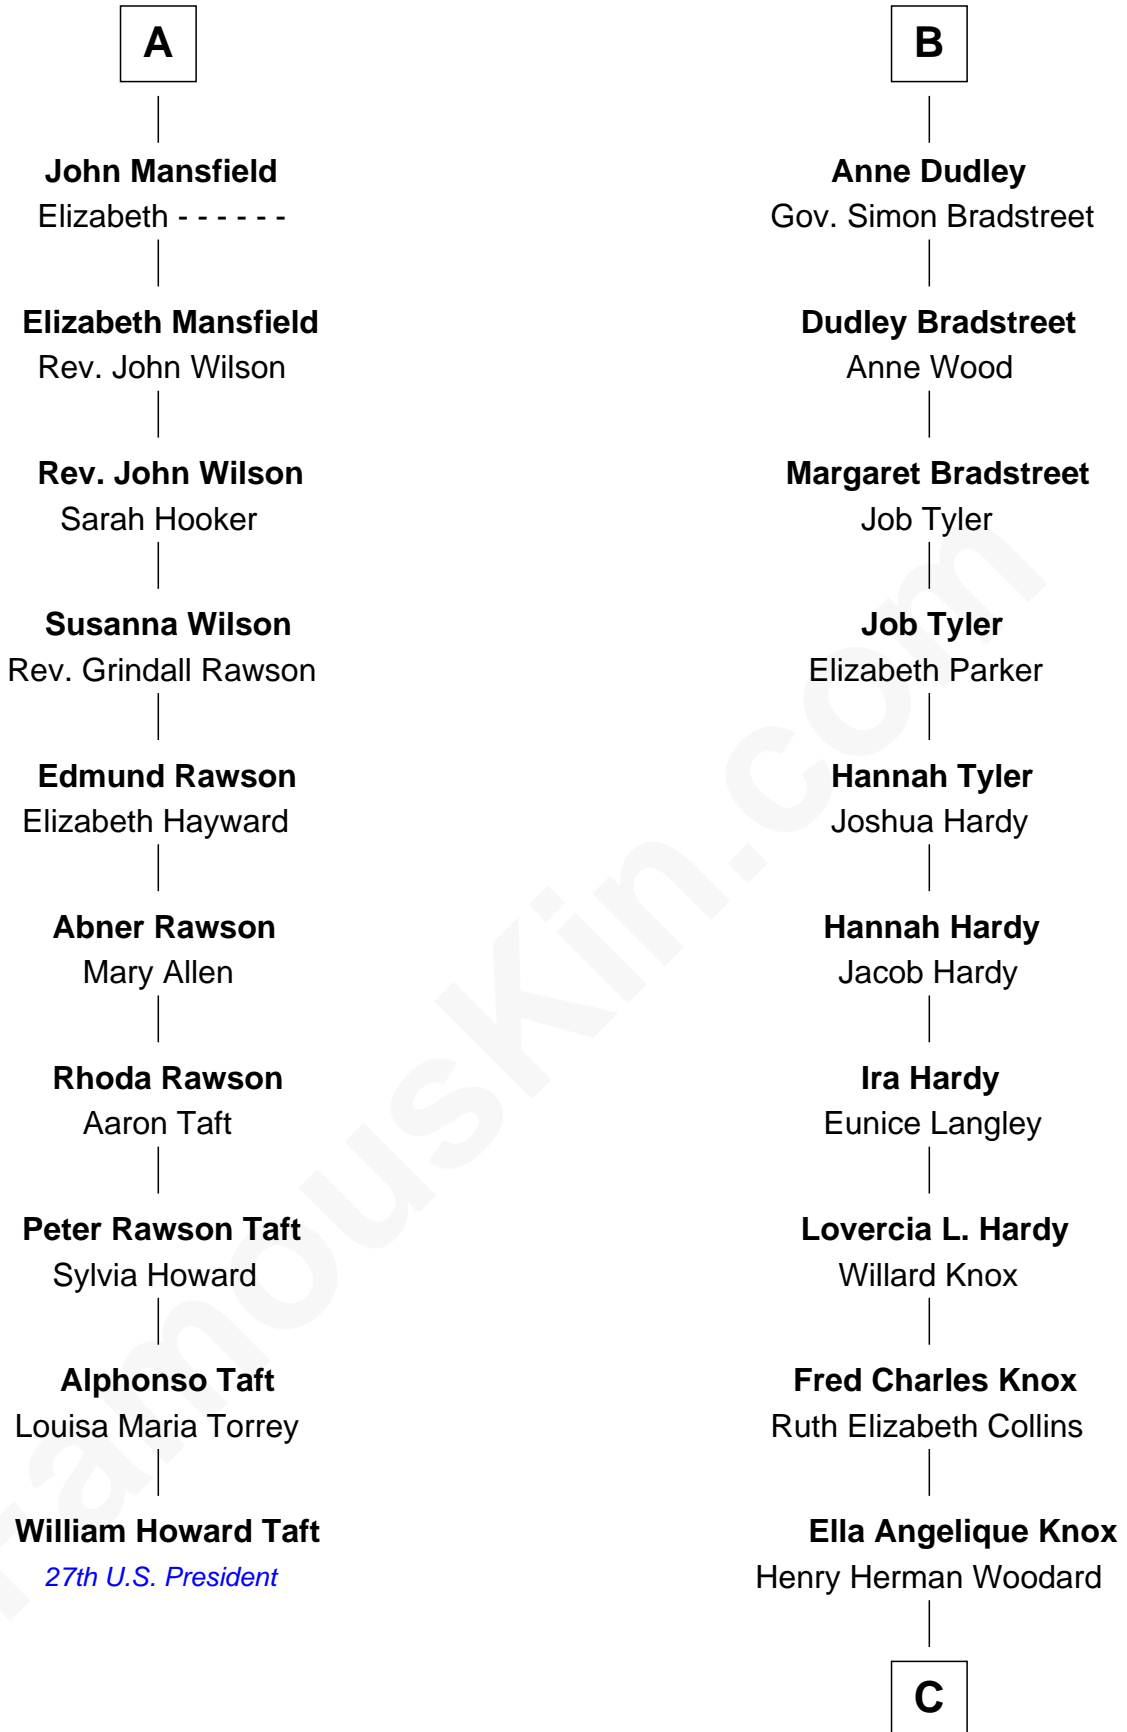 A
John Mansfield
Elizabeth - - - - - -
Elizabeth Mansfield
Rev. John Wilson
Rev. John Wilson
Sarah Hooker
Susanna Wilson
Rev. Grindall Rawson
Edmund Rawson
Elizabeth Hayward
Abner Rawson
Mary Allen
Rhoda Rawson
Aaron Taft
Peter Rawson Taft
Sylvia Howard
Alphonso Taft
Louisa Maria Torrey
William Howard Taft
27th U.S. President
B
Anne Dudley
Gov. Simon Bradstreet
Dudley Bradstreet
Anne Wood
Margaret Bradstreet
Job Tyler
Job Tyler
Elizabeth Parker
Hannah Tyler
Joshua Hardy
Hannah Hardy
Jacob Hardy
Ira Hardy
Eunice Langley
Lovercia L. Hardy
Willard Knox
Fred Charles Knox
Ruth Elizabeth Collins
Ella Angelique Knox
Henry Herman Woodard
C
FamousKin.com